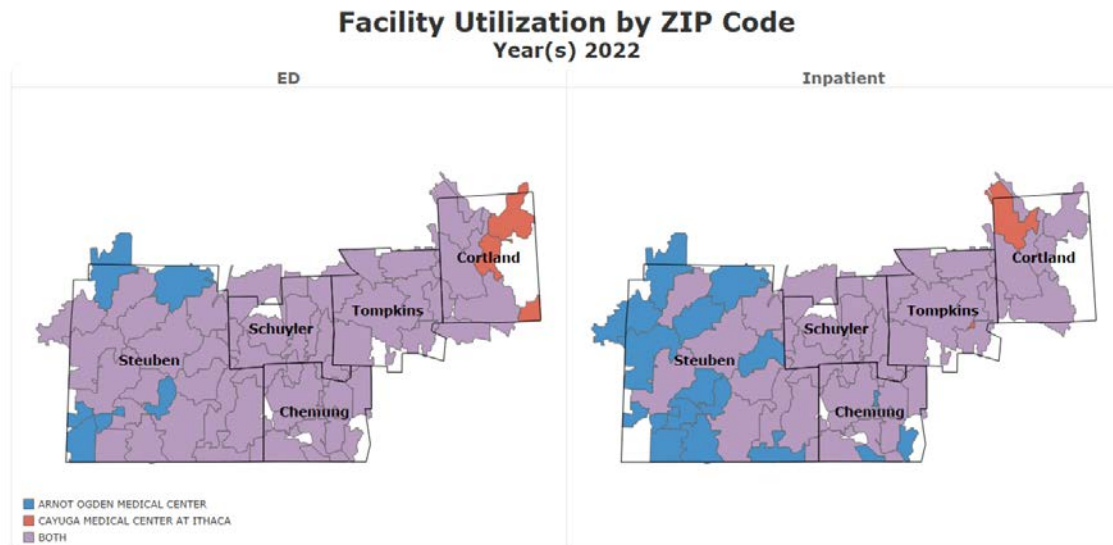 Facility Utilization by ZIP Code
Year(s) 2022
ED
Inpatient
Cortland
Tompkins
Schuyler
Steuben
Chemung
Cortland
Tompkins
Schuyler
Steuben
Chemung
ARNOT OGDEN MEDICAL CENTER
CAYUGA MEDICAL CENTER AT ITHACA
BOTH